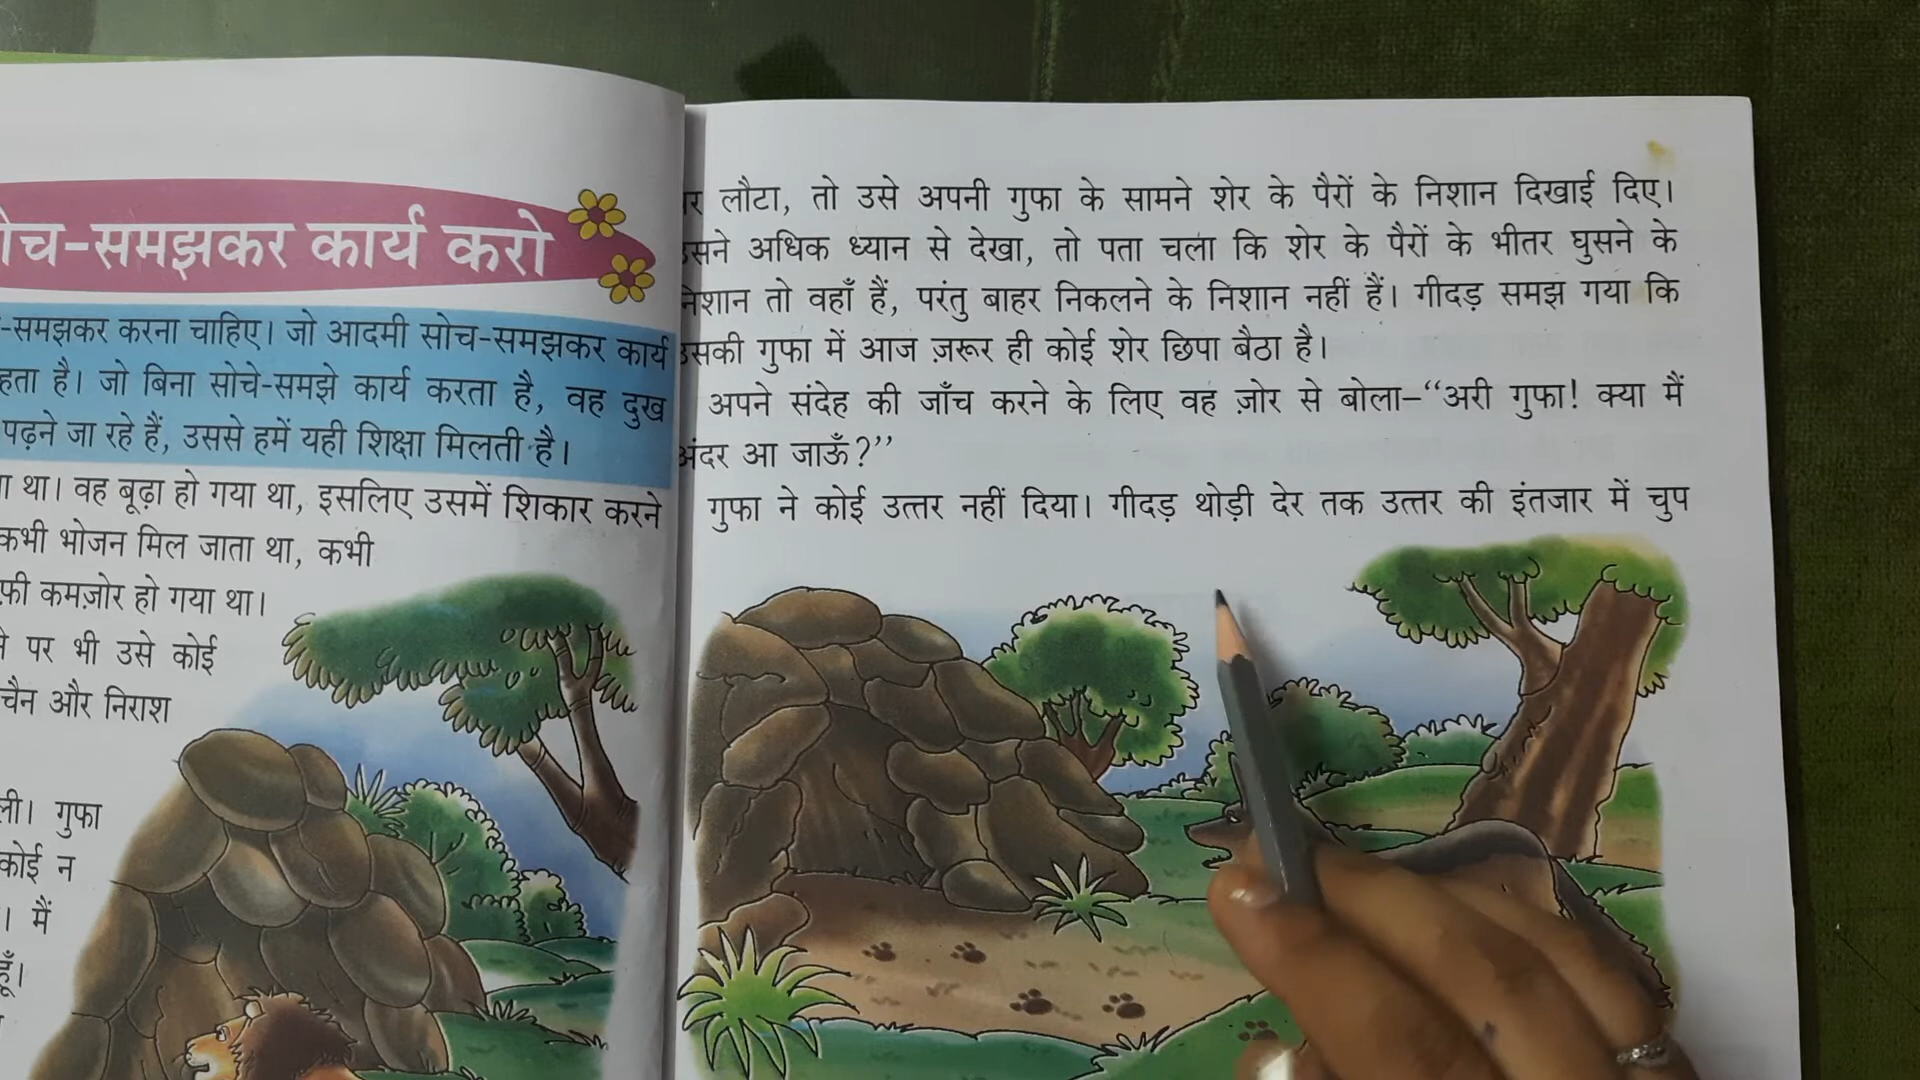 च-समझकर कार्य करो
-समझकर करना चाहिए। जो आदमी सोच-समझकर कार्य
हता है। जो बिना सोचे-समझे कार्य करता है, वह दुख
पढ़ने जा रहे हैं, उससे हमें यही शिक्षा मिलती है।
था। वह बूढ़ा हो गया था, इसलिए उसमें शिकार करने
कभी भोजन मिल जाता था, कभी
फ़ी कमज़ोर हो गया था।
पर भी उसे कोई
चैन और निराश
ली। गुफा
कोई न
। मैं
हूँ।
र लौटा, तो उसे अपनी गुफा के सामने शेर के पैरों के निशान दिखाई दिए।
उसने अधिक ध्यान से देखा, तो पता चला कि शेर के पैरों के भीतर घुसने के
निशान तो वहाँ हैं, परंतु बाहर निकलने के निशान नहीं हैं। गीदड़ समझ गया कि
उसकी गुफा में आज ज़रूर ही कोई शेर छिपा बैठा है।
अपने संदेह की जाँच करने के लिए वह ज़ोर से बोला–“अरी गुफा! क्या मैं
अंदर आ जाऊँ?”
गुफा ने कोई उत्तर नहीं दिया। गीदड़ थोड़ी देर तक उत्तर की इंतजार में चुप